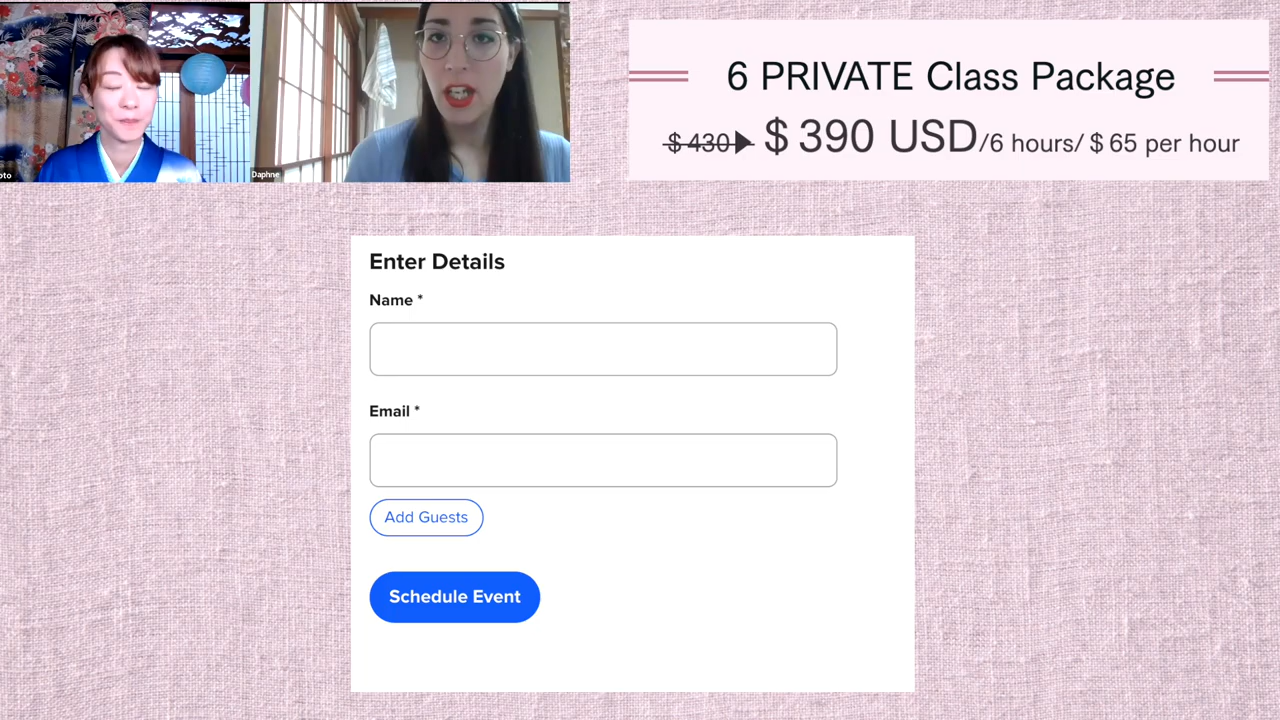 oto
Daphne
6 PRIVATE Class Package
$430 $390 USD/6 hours/ $65 per hour
Enter Details
Name *
Email *
Add Guests
Schedule Event